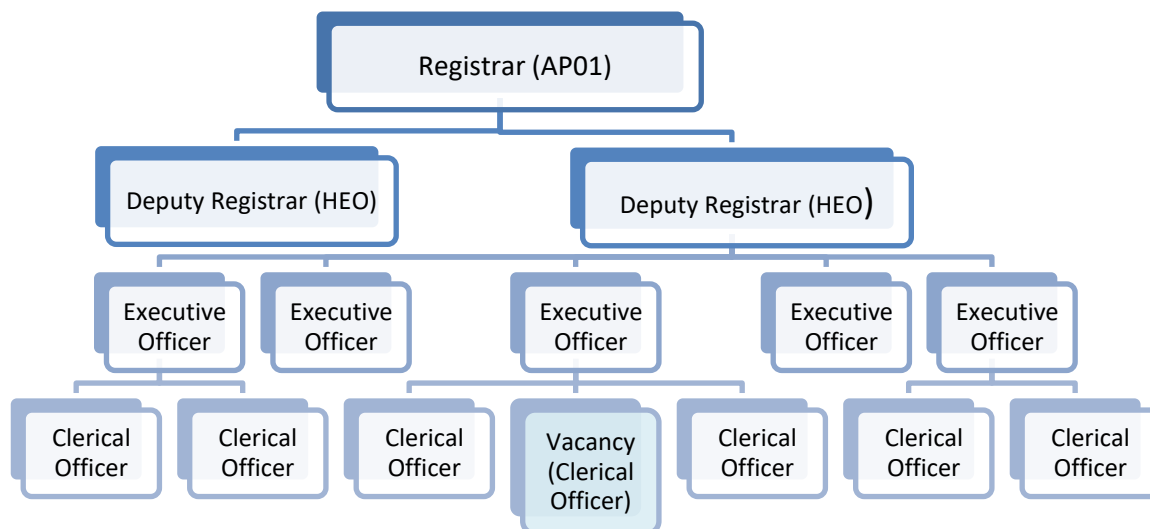 Registrar (AP01)
Deputy Registrar (HEO)
Deputy Registrar (HEO)
Executive
Officer
Executive
Officer
Executive
Officer
Executive
Officer
Executive
Officer
Clerical
Officer
Clerical
Officer
Clerical
Officer
Vacancy
(Clerical
Officer)
Clerical
Officer
Clerical
Officer
Clerical
Officer